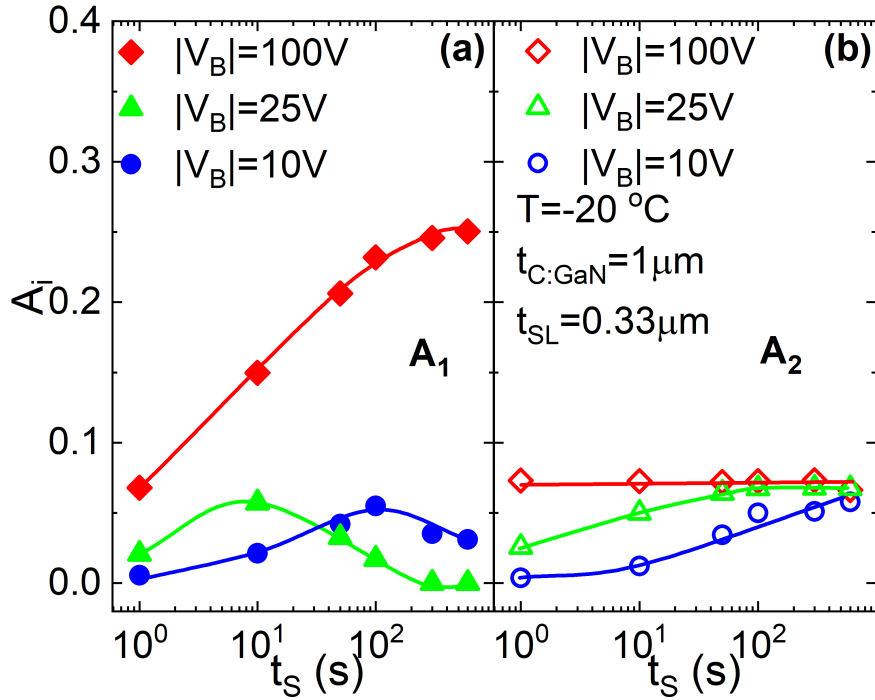 0.4
0.3
0.2
0.1
0.0
A_i
(a)
|V_B|=100V
|V_B|=25V
|V_B|=10V
A_1
10^0 10^1 10^2
t_S (s)
(b)
|V_B|=100V
|V_B|=25V
|V_B|=10V
T=-20 °C
t_C:GaN=1μm
t_SL=0.33μm
A_2
10^0 10^1 10^2
t_S (s)